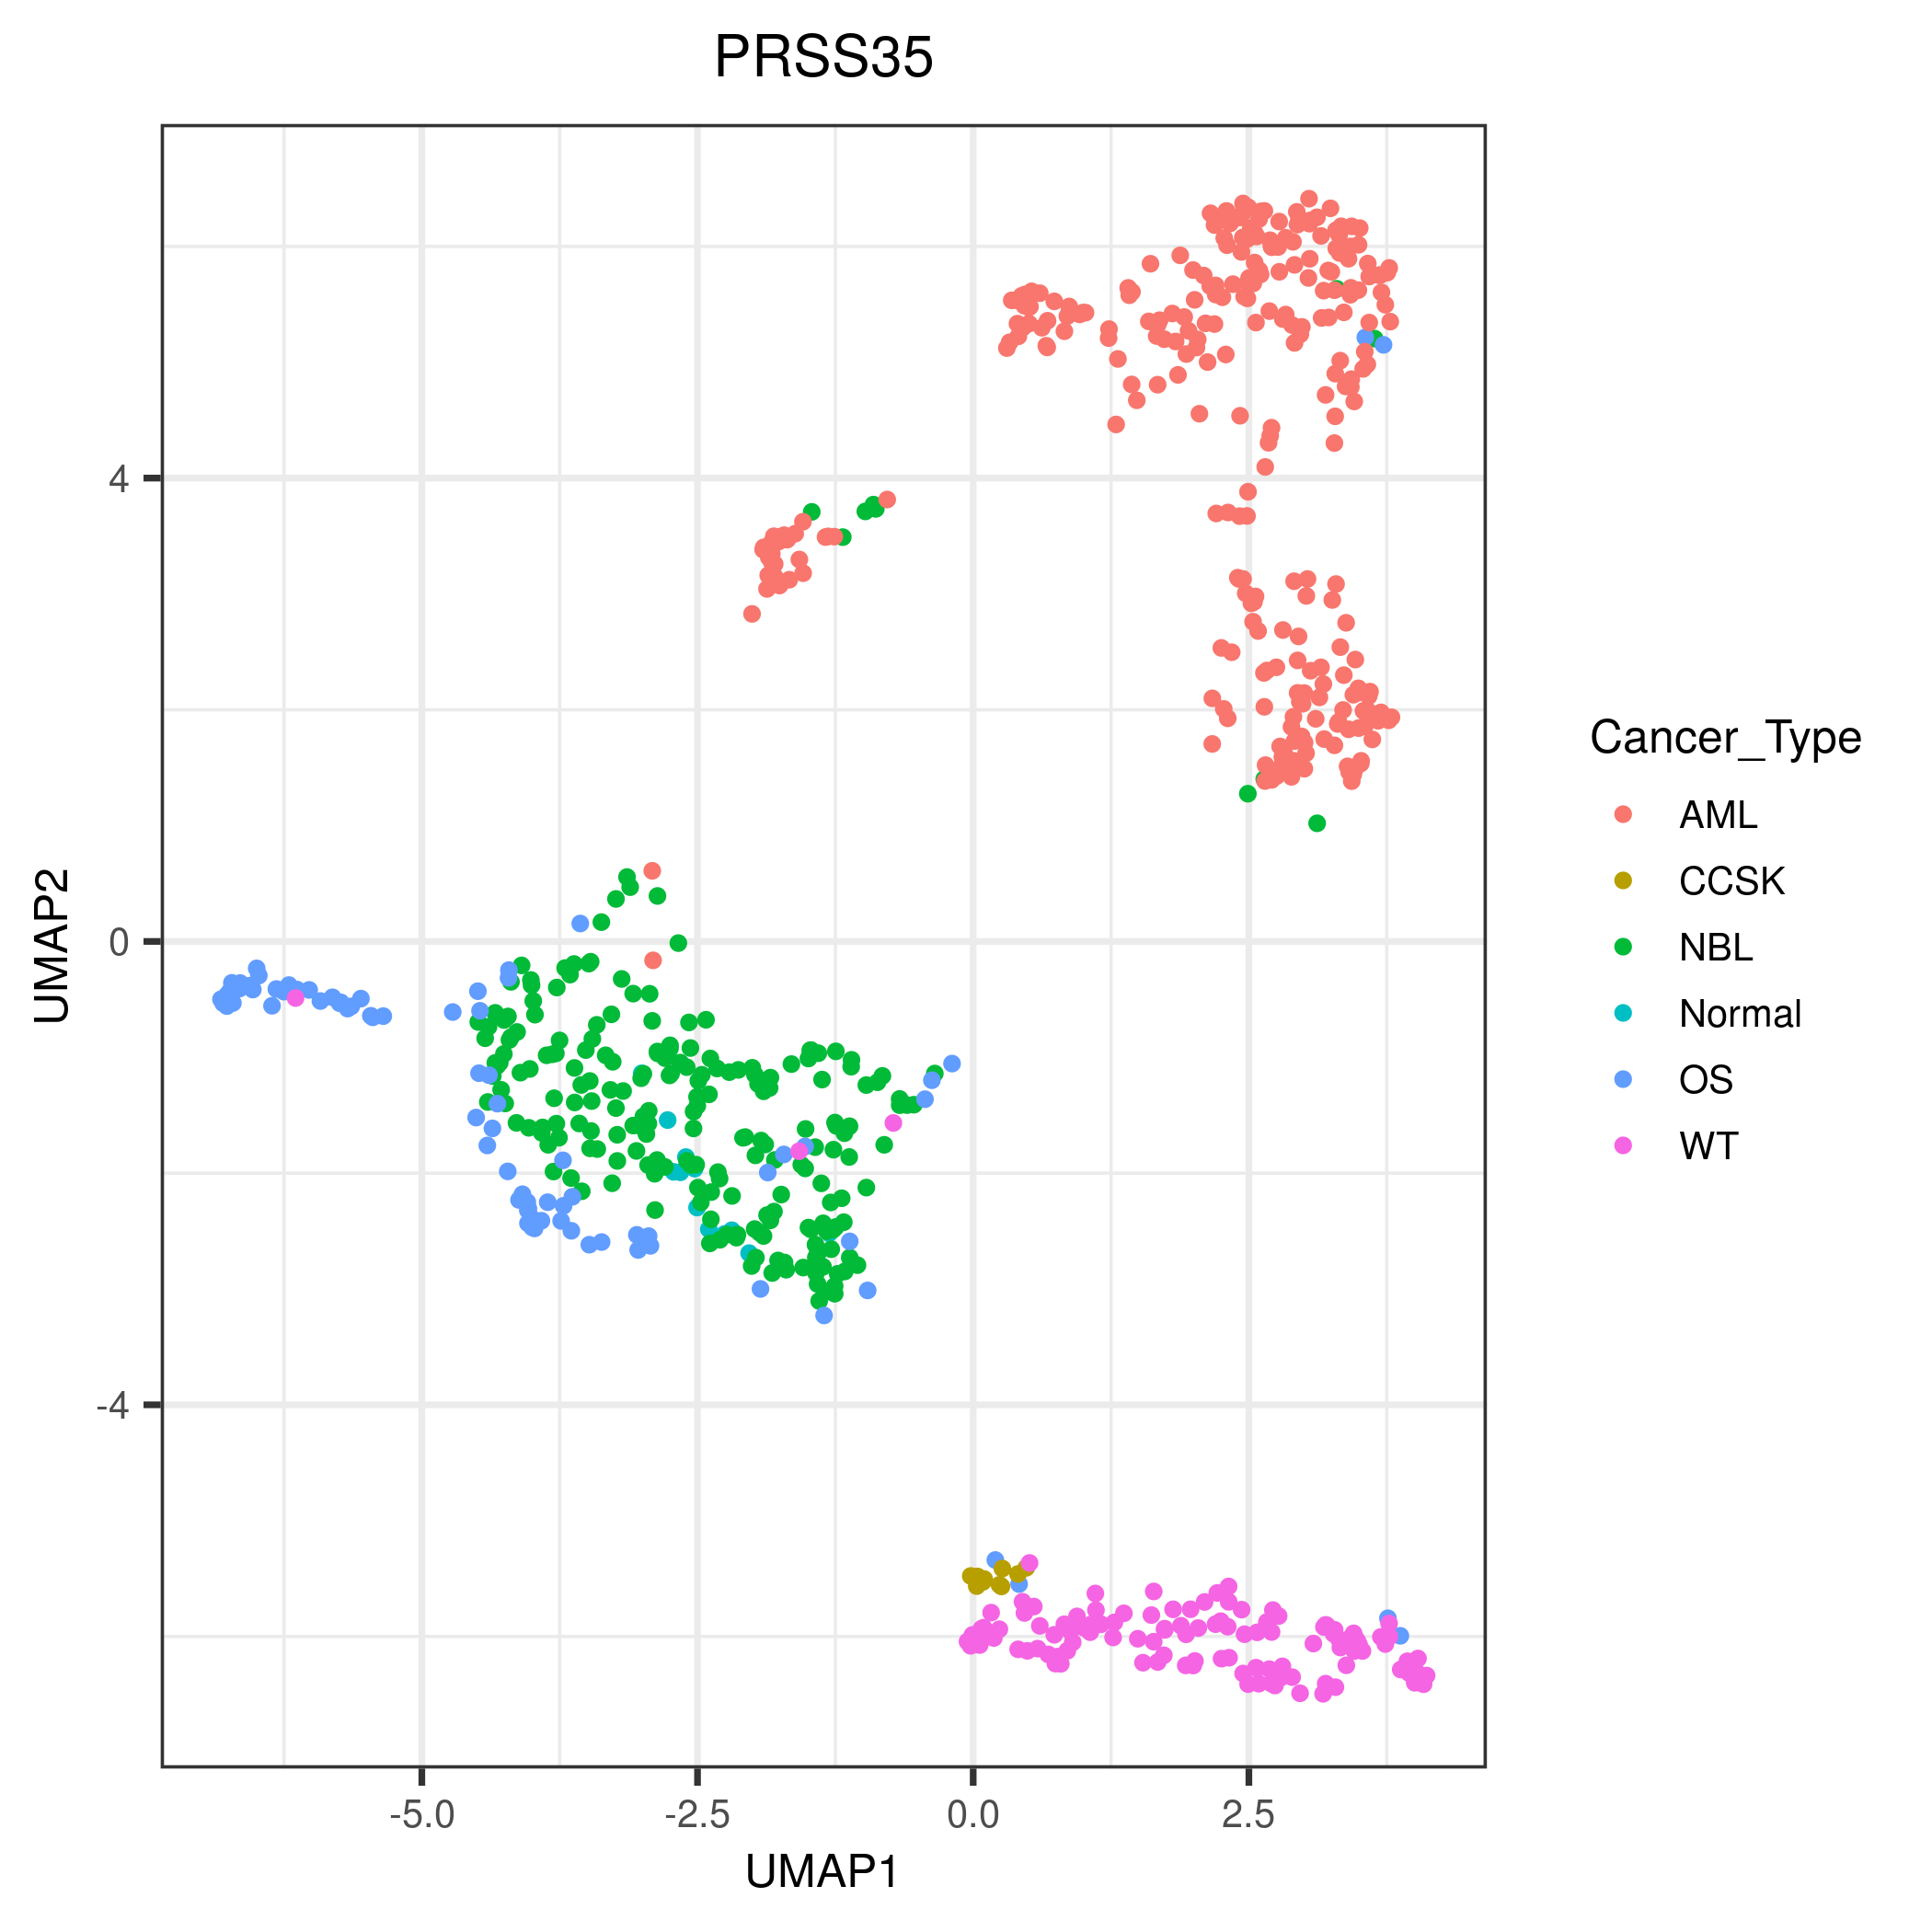 PRSS35
UMAP2
4
0
-4
-5.0
-2.5
0.0
2.5
UMAP1
Cancer_Type
AML
CCSK
NBL
Normal
OS
WT